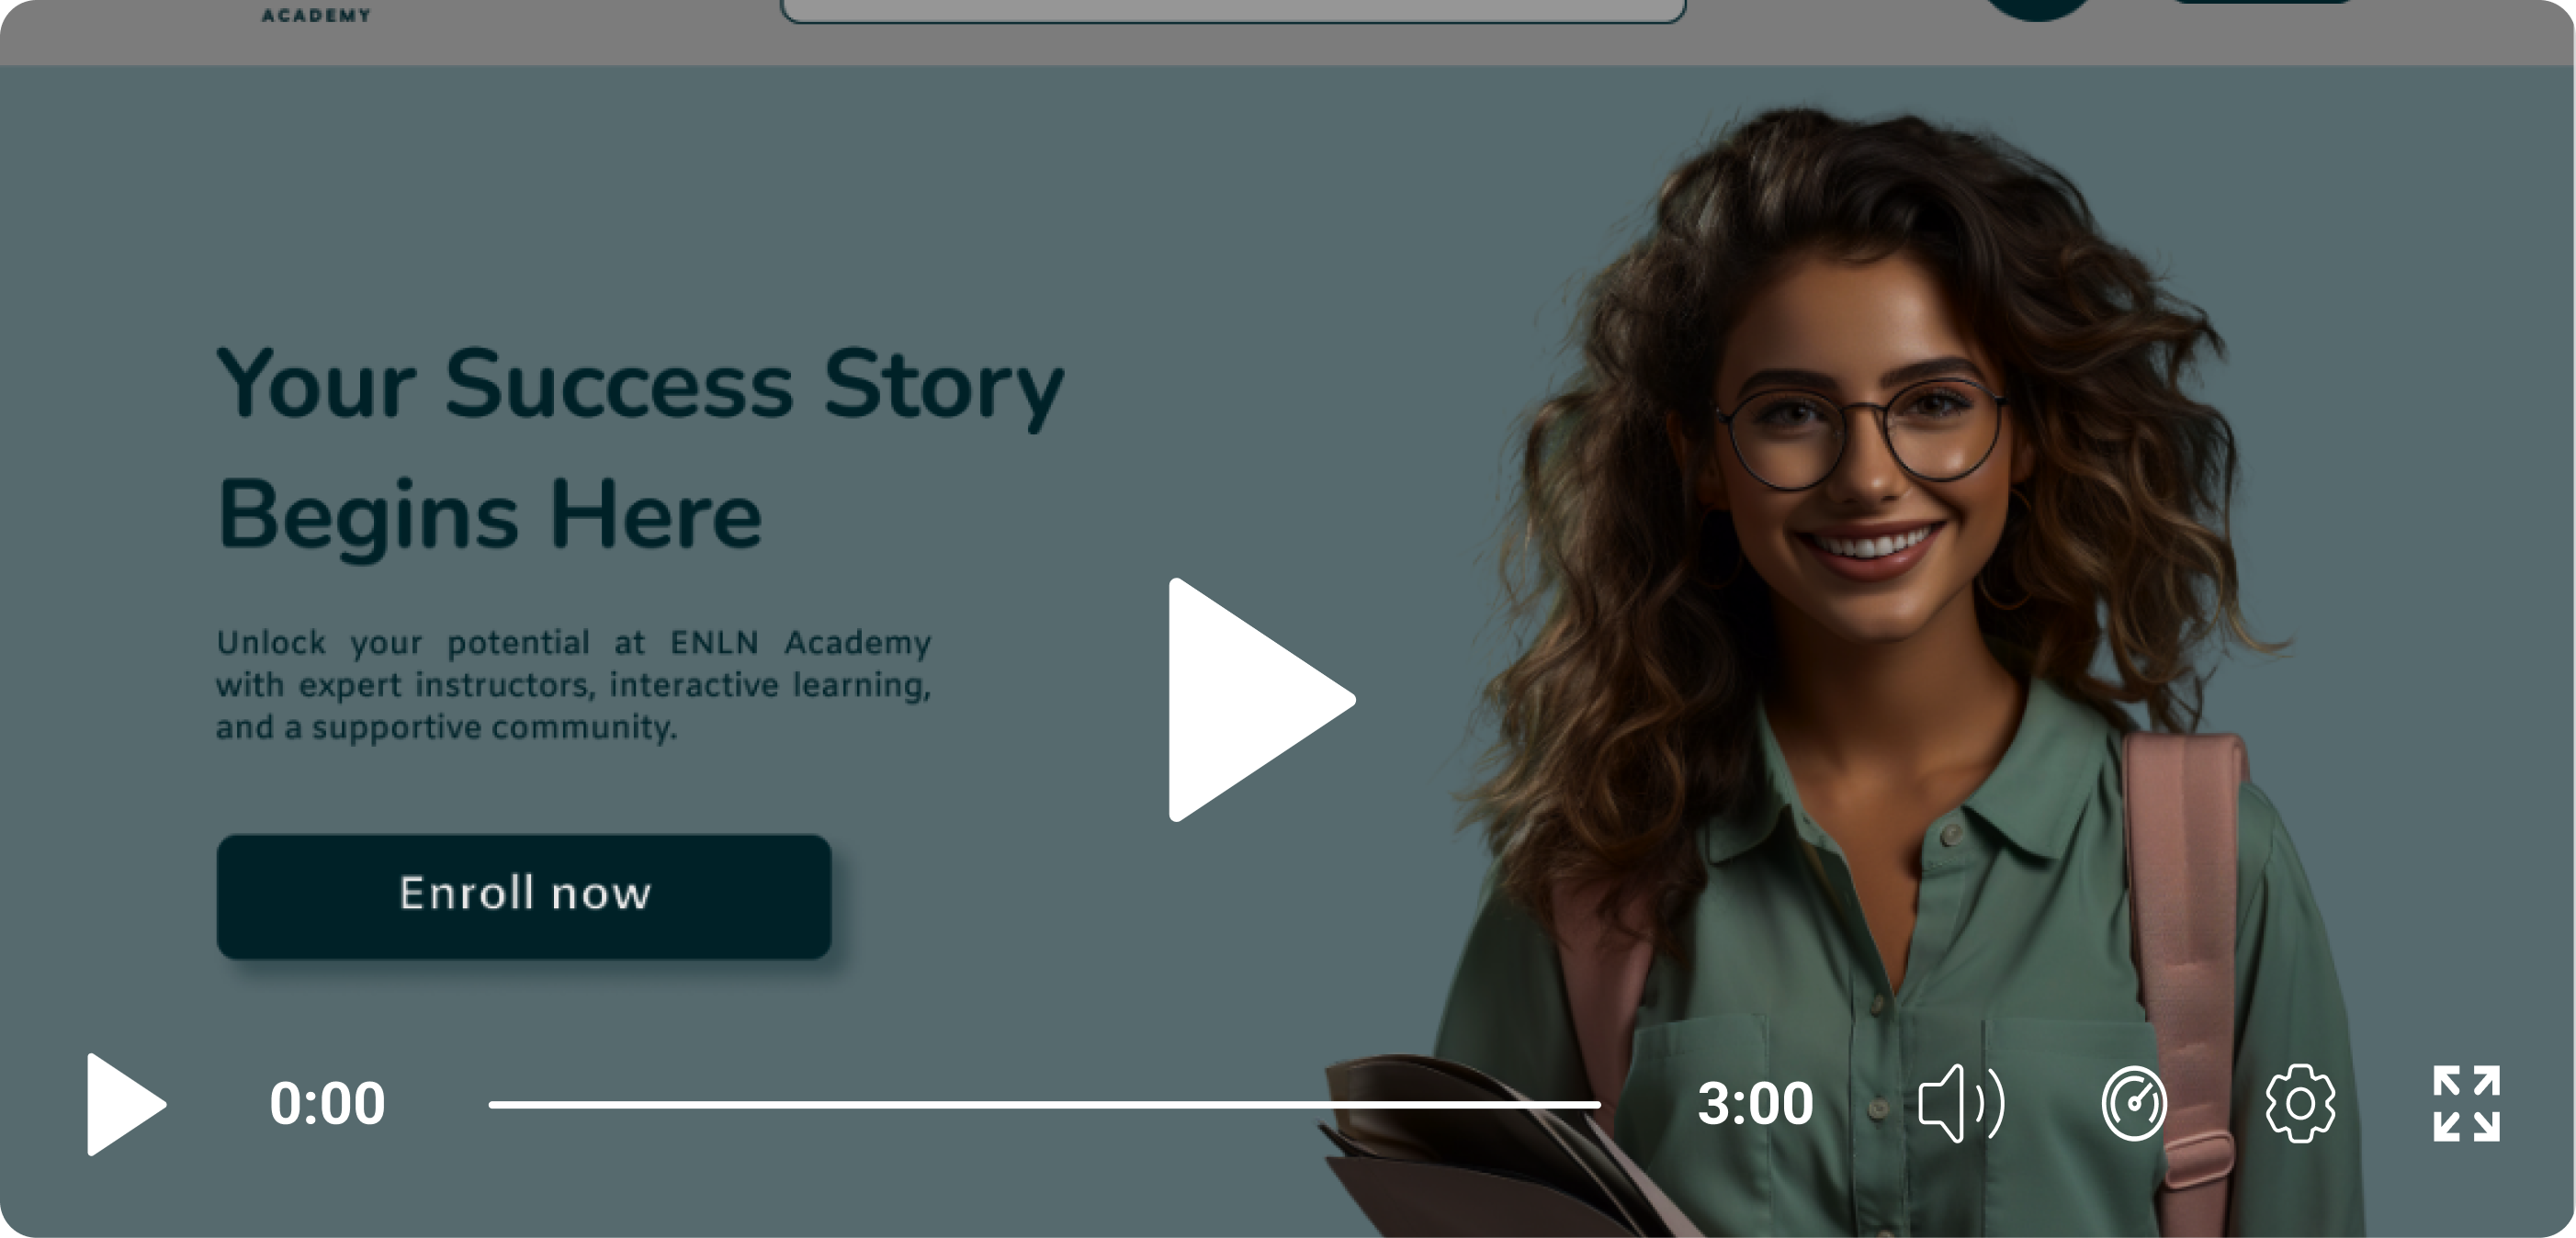 ACADEMY
Your Success Story
Begins Here
Unlock your potential at ENLN Academy
with expert instructors, interactive learning,
and a supportive community.
Enroll now
0:00
3:00